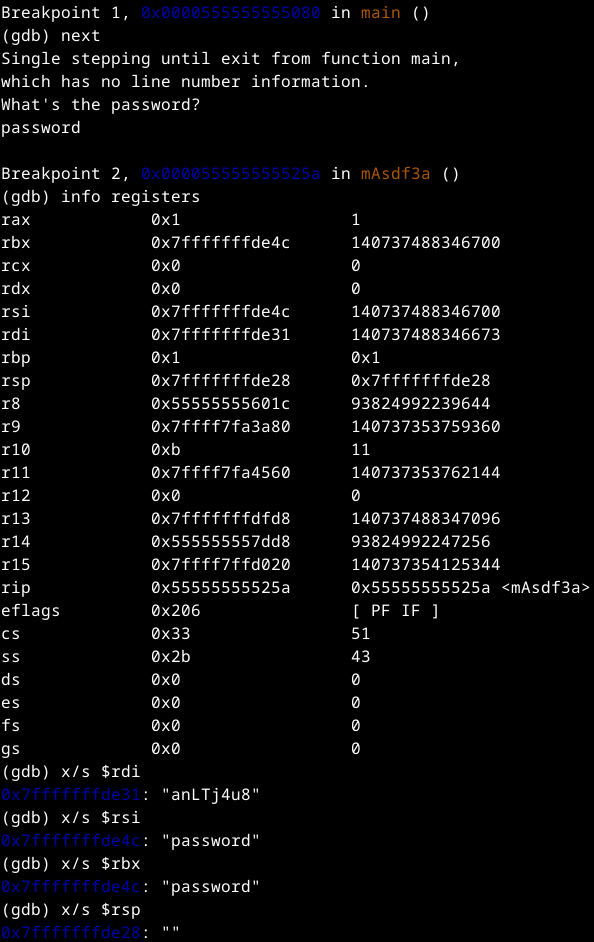 Breakpoint 1, 0x0000555555555080 in main ()
(gdb) next
Single stepping until exit from function main,
which has no line number information.
What's the password?
password
Breakpoint 2, 0x000055555555525a in mAsdf3a ()
(gdb) info registers
rax 0x1 1
rbx 0x7fffffffde4c 140737488346700
rcx 0x0 0
rdx 0x0 0
rsi 0x7fffffffde4c 140737488346700
rdi 0x7fffffffde31 140737488346673
rbp 0x1 0x1
rsp 0x7fffffffde28 0x7fffffffde28
r8 0x55555555601c 93824992239644
r9 0x7ffff7fa3a80 140737353759360
r10 0xb 11
r11 0x7ffff7fa4560 140737353762144
r12 0x0 0
r13 0x7fffffffdfd8 140737488347096
r14 0x555555557dd8 93824992247256
r15 0x7ffff7ffd020 140737354125344
rip 0x55555555525a 0x55555555525a <mAsdf3a>
eflags 0x206 [ PF IF ]
cs 0x33 51
ss 0x2b 43
ds 0x0 0
es 0x0 0
fs 0x0 0
gs 0x0 0
(gdb) x/s $rdi
0x7fffffffde31: "anLTj4u8"
(gdb) x/s $rsi
0x7fffffffde4c: "password"
(gdb) x/s $rbx
0x7fffffffde4c: "password"
(gdb) x/s $rsp
0x7fffffffde28: ""